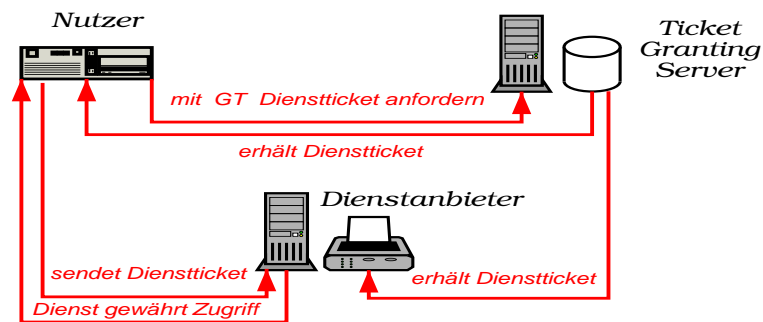 Nutzer
Ticket
Granting
Server
mit GT Dienstticket anfordern
erhält Dienstticket
Dienstanbieter
sendet Dienstticket
erhält Dienstticket
Dienst gewährt Zugriff